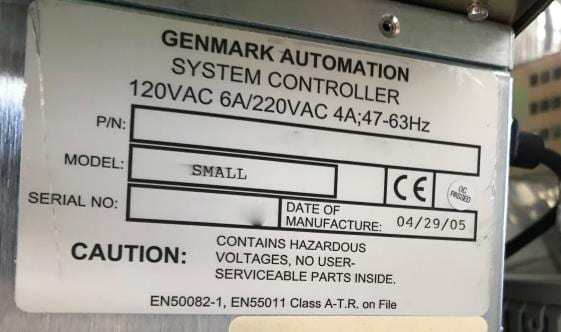 GENMARK AUTOMATION
SYSTEM CONTROLLER
120VAC 6A/220VAC 4A;47-63Hz
P/N:
MODEL: SMALL CE QC PASSED
SERIAL NO: DATE OF MANUFACTURE: 04/29/05
CAUTION: CONTAINS HAZARDOUS
VOLTAGES, NO USER-
SERVICEABLE PARTS INSIDE.
EN50082-1, EN55011 Class A-T.R. on File